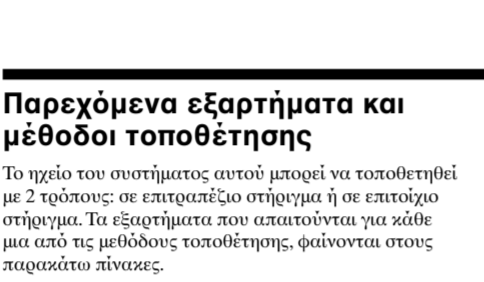 Παρεχόμενα εξαρτήματα και
μέθοδοι τοποθέτησης
Το ηχείο του συστήματος αυτού μπορεί να τοποθετηθεί
με 2 τρόπους: σε επιτραπέζιο στήριγμα ή σε επιτοίχιο
στήριγμα. Τα εξαρτήματα που απαιτούνται για κάθε
μια από τις μεθόδους τοποθέτησης, φαίνονται στους
παρακάτω πίνακες.